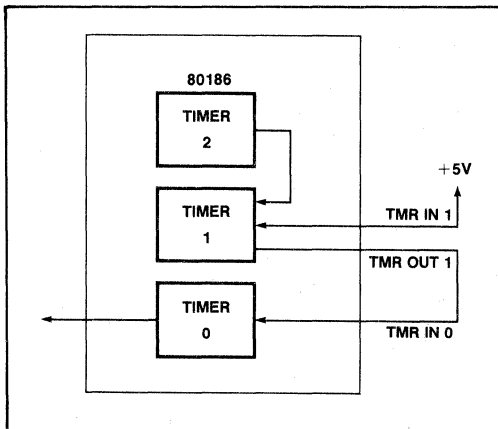 80186
TIMER
2
+5V
TIMER
1
TMR IN 1
TMR OUT 1
TIMER
0
TMR IN 0